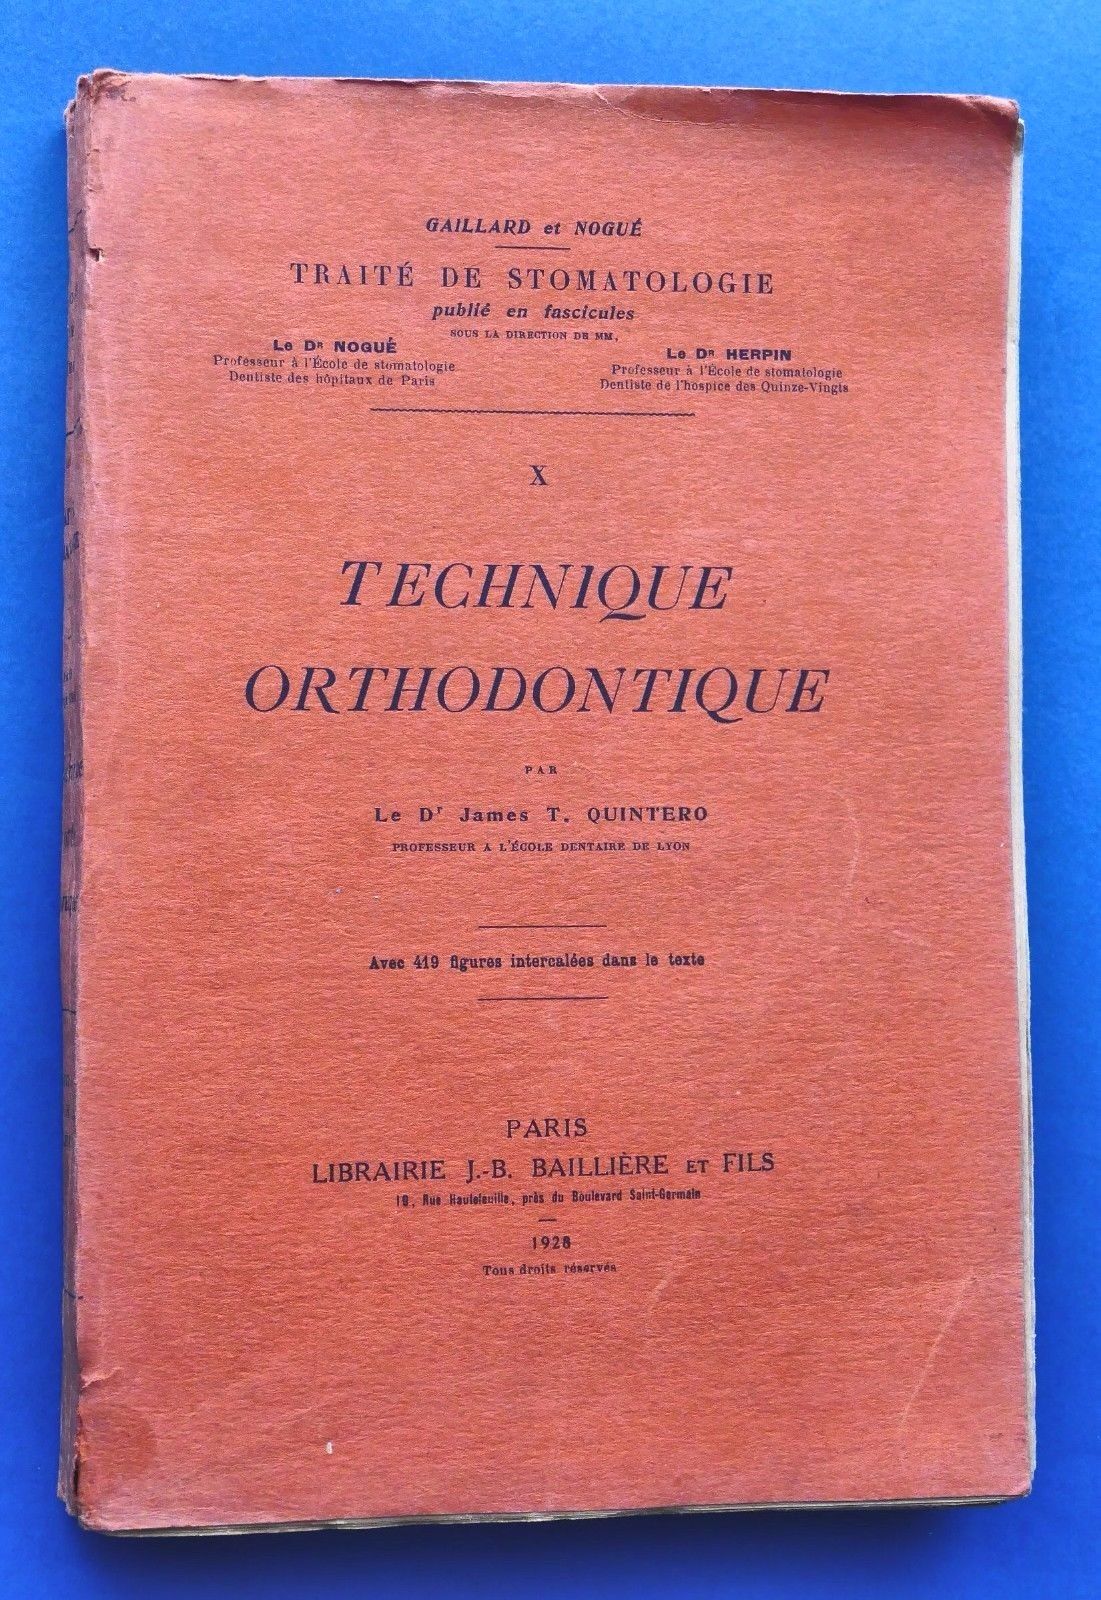 GAILLARD et NOGUÉ
TRAITÉ DE STOMATOLOGIE
publié en fascicules
SOUS LA DIRECTION DE MM.
Le Dr NOGUÉ
Professeur à l'École de stomatologie
Dentiste des hôpitaux de Paris
Le Dr HERPIN
Professeur à l'École de stomatologie
Dentiste de l'hospice des Quinze-Vingts
X
TECHNIQUE
ORTHODONTIQUE
PAR
Le Dr James T. QUINTERO
PROFESSEUR A L'ÉCOLE DENTAIRE DE LYON
Avec 419 figures intercalées dans le texte
PARIS
LIBRAIRIE J.-B. BAILLIÈRE ET FILS
19, Rue Hautefeuille, près du Boulevard Saint-Germain
1928
Tous droits réservés